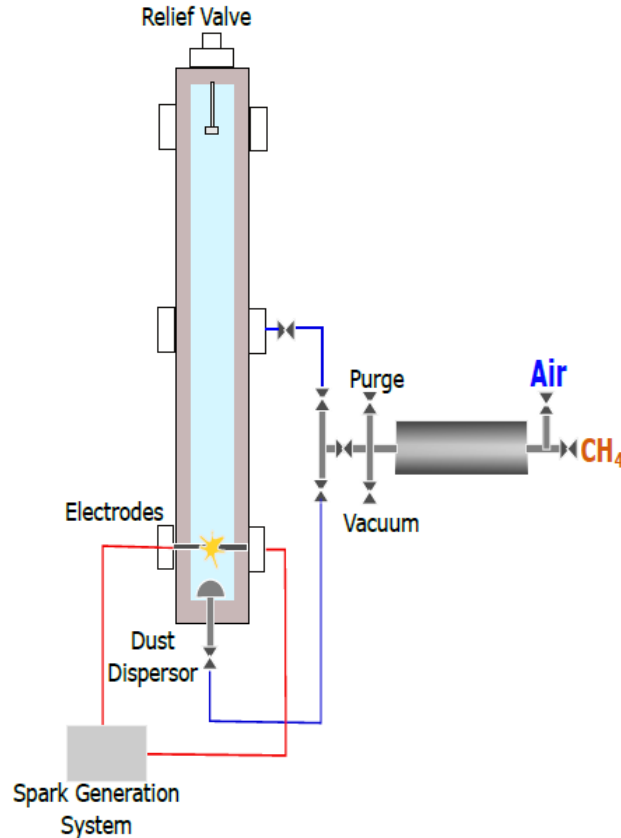 Relief Valve
Purge
Air
CH₄
Vacuum
Electrodes
Dust
Dispersor
Spark Generation
System